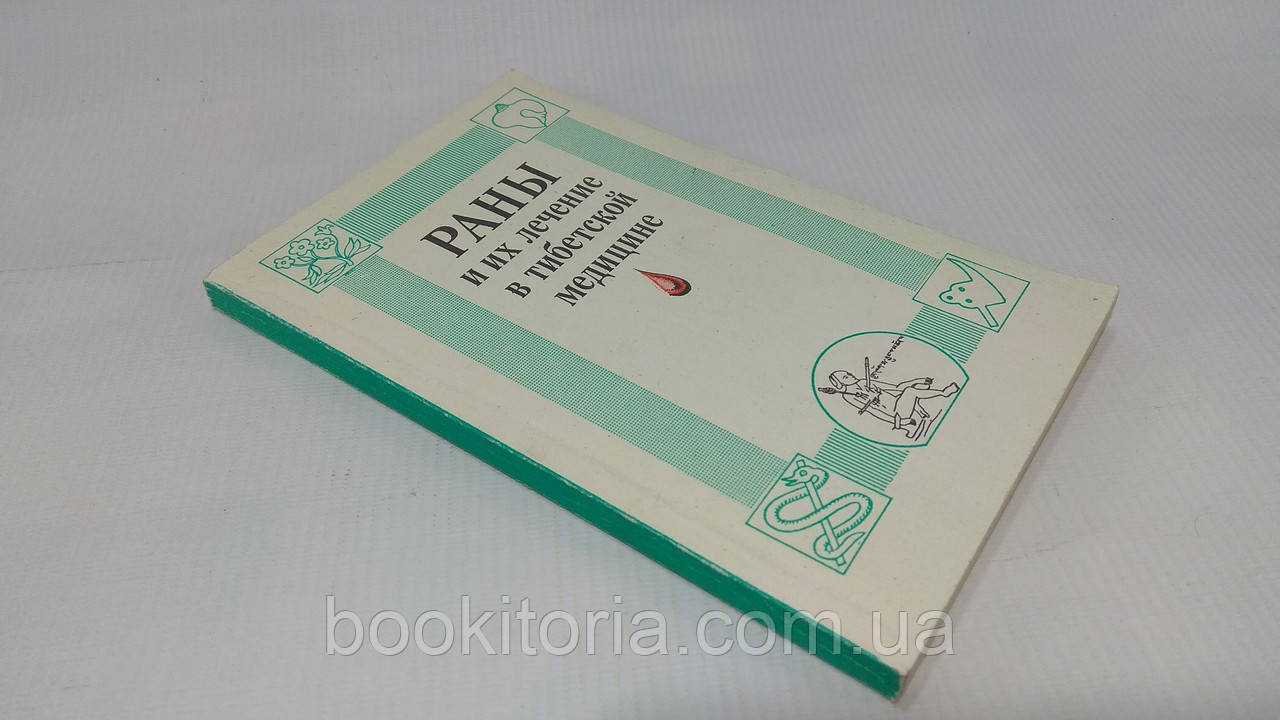 РАНЫ
и их лечение
в тибетской
медицине
bookitoria.com.ua